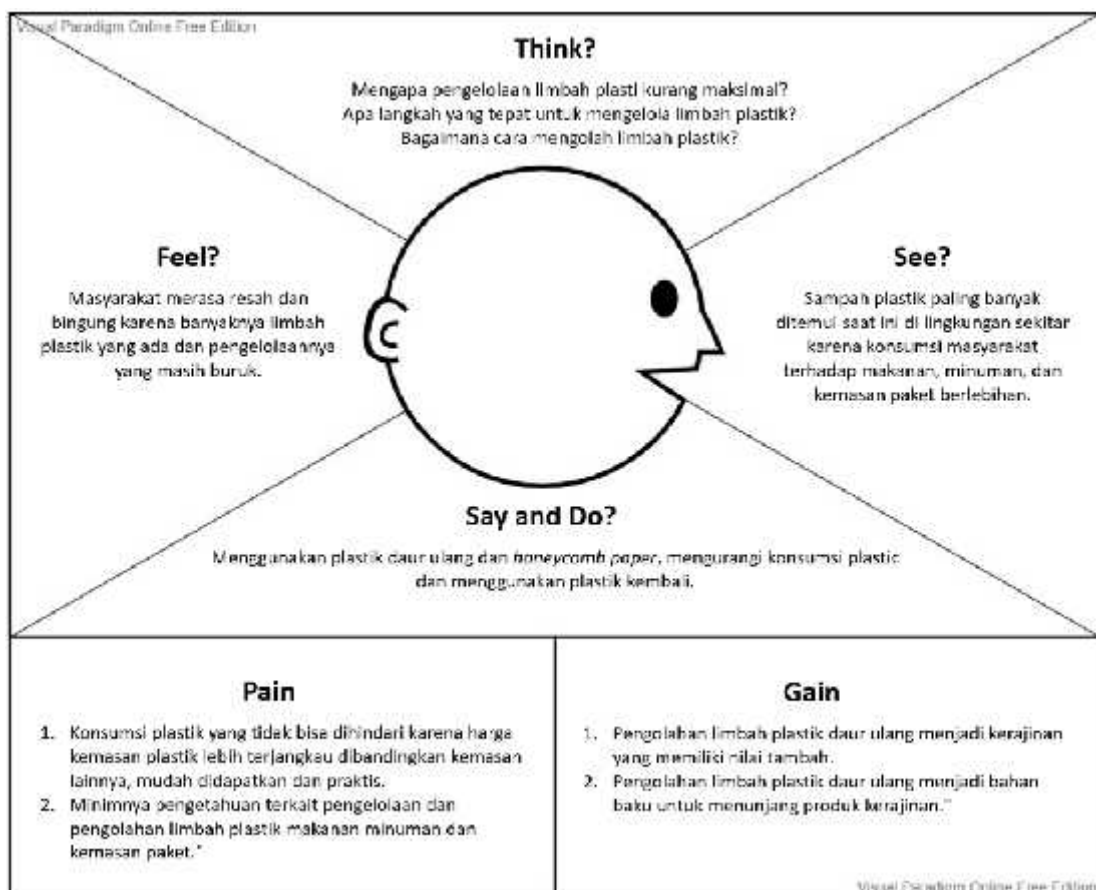 Visual Paradigm Online Free Edition
Think?
Mengapa pengelolaan limbah plasti kurang maksimal?
Apa langkah yang tepat untuk mengelola limbah plastik?
Bagaimana cara mengolah limbah plastik?
Feel?
Masyarakat merasa resah dan
bingung karena banyaknya limbah
plastik yang ada dan pengelolaannya
yang masih buruk.
See?
Sampah plastik paling banyak
ditemui saat ini di lingkungan sekitar
karena konsumsi masyarakat
terhadap makanan, minuman, dan
kemasan paket berlebihan.
Say and Do?
Menggunakan plastik daur ulang dan honeycomb paper, mengurangi konsumsi plastic
dan menggunakan plastik kembali.
Pain
1. Konsumsi plastik yang tidak bisa dihindari karena harga
kemasan plastik lebih terjangkau dibandingkan kemasan
lainnya, mudah didapatkan dan praktis.
2. Minimnya pengetahuan terkait pengelolaan dan
pengolahan limbah plastik makanan minuman dan
kemasan paket."
Gain
1. Pengolahan limbah plastik daur ulang menjadi kerajinan
yang memilisi nilai tambah.
2. Pengolahan limbah plastik daur ulang menjadi bahan
baku untuk menunjang produk kerajinan."
Visual Paradigm Online Free Edition